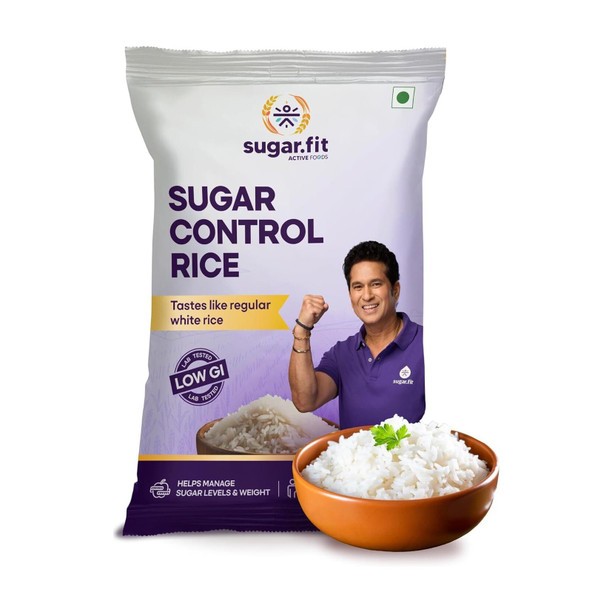 sugar.fit
ACTIVE FOODS
SUGAR
CONTROL
RICE
Tastes like regular
white rice
LAB TESTED
LOW GI
LAB TESTED
sugar.fit
HELPS MANAGE
SUGAR LEVELS & WEIGHT